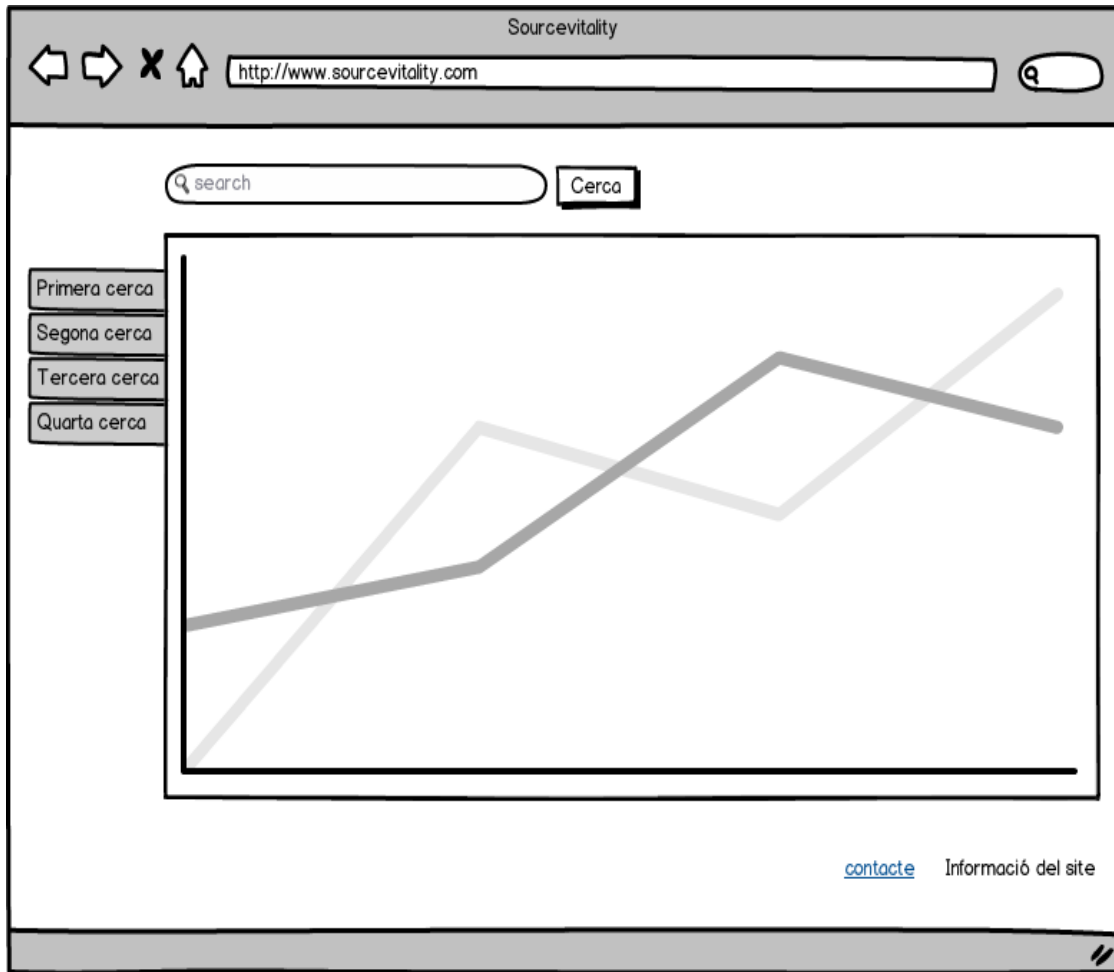 Sourcevitality
http://www.sourcevitality.com
search
Cerca
Primera cerca
Segona cerca
Tercera cerca
Quarta cerca
contacte
Informació del site